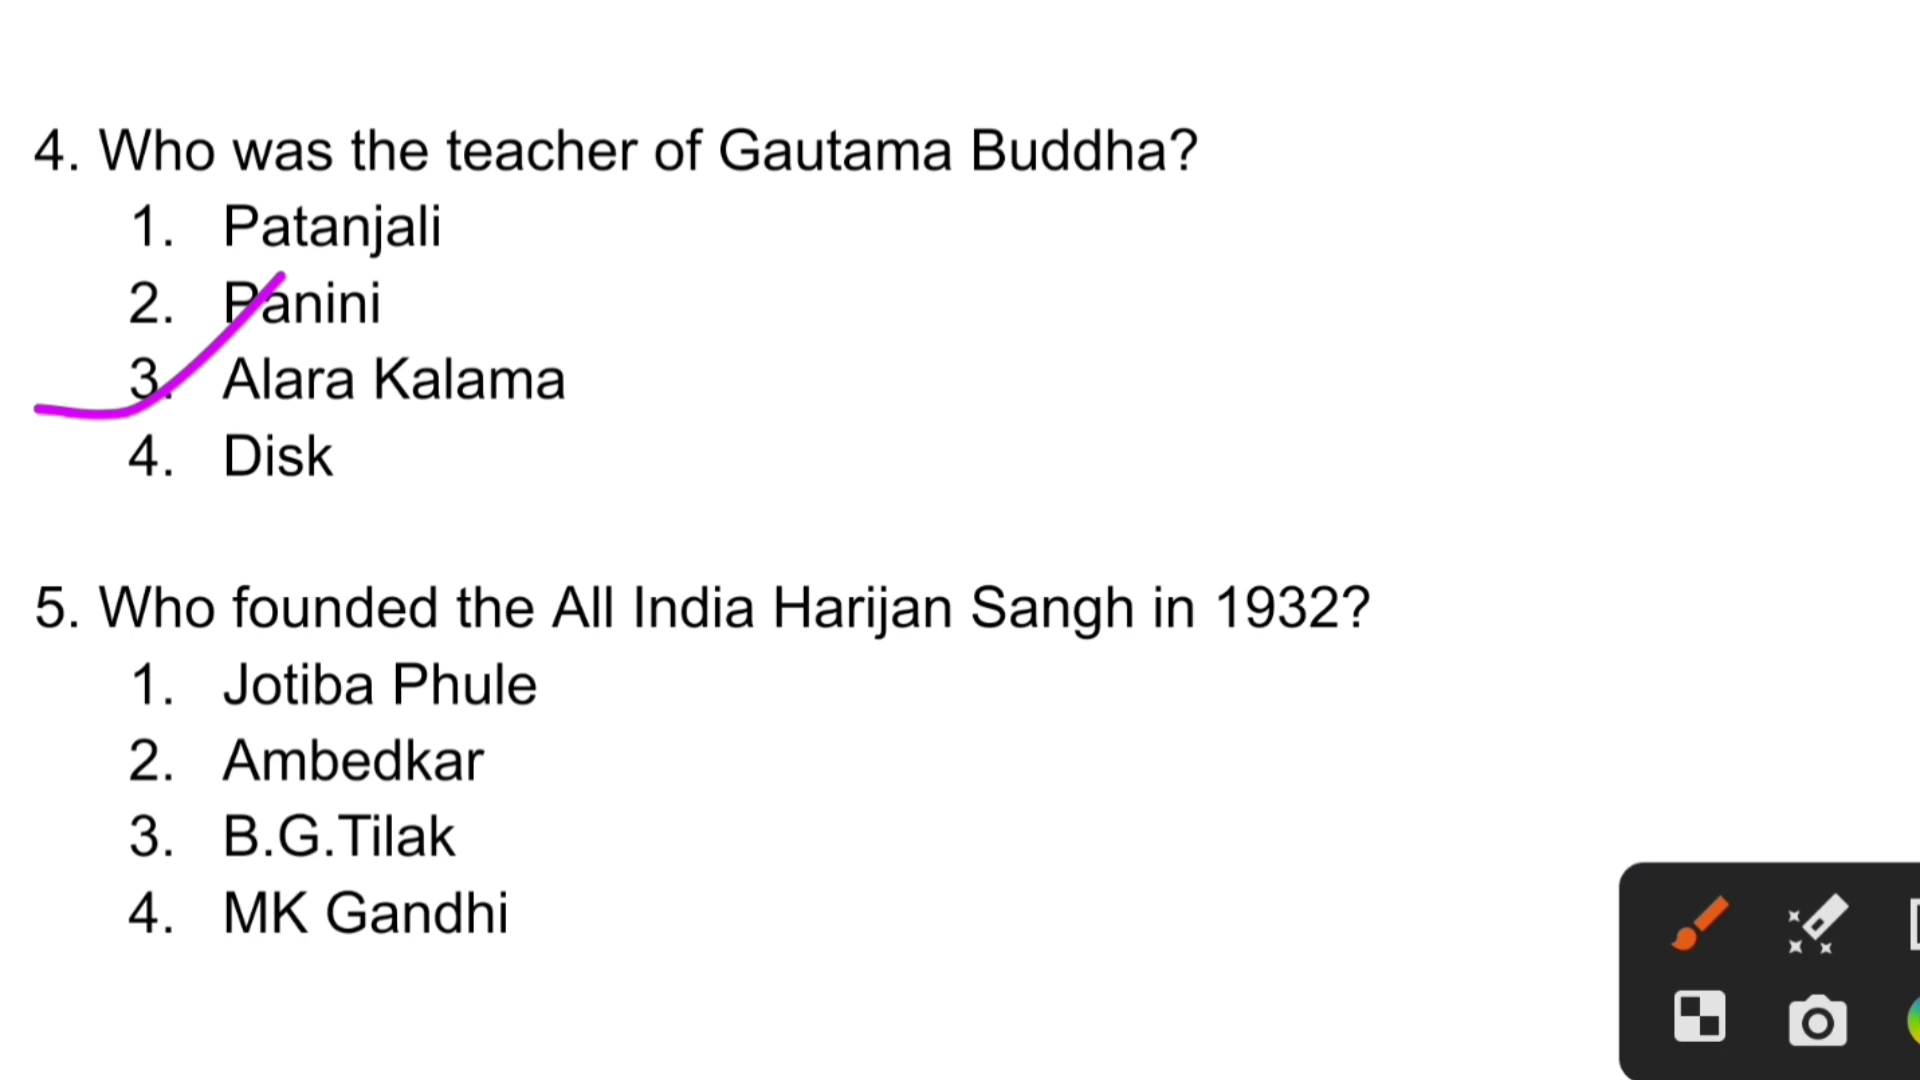 4. Who was the teacher of Gautama Buddha?
1. Patanjali
2. Panini
3. Alara Kalama
4. Disk
5. Who founded the All India Harijan Sangh in 1932?
1. Jotiba Phule
2. Ambedkar
3. B.G.Tilak
4. MK Gandhi